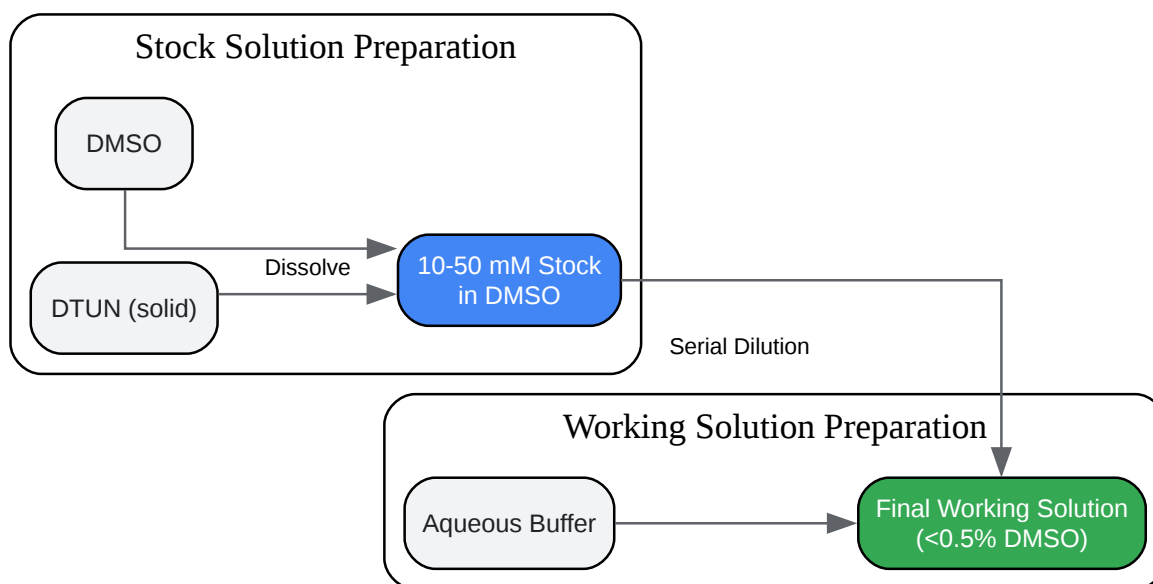 Stock Solution Preparation
DMSO
Dissolve
DTUN (solid)
10-50 mM Stock
in DMSO
Serial Dilution
Working Solution Preparation
Aqueous Buffer
Final Working Solution
(<0.5% DMSO)